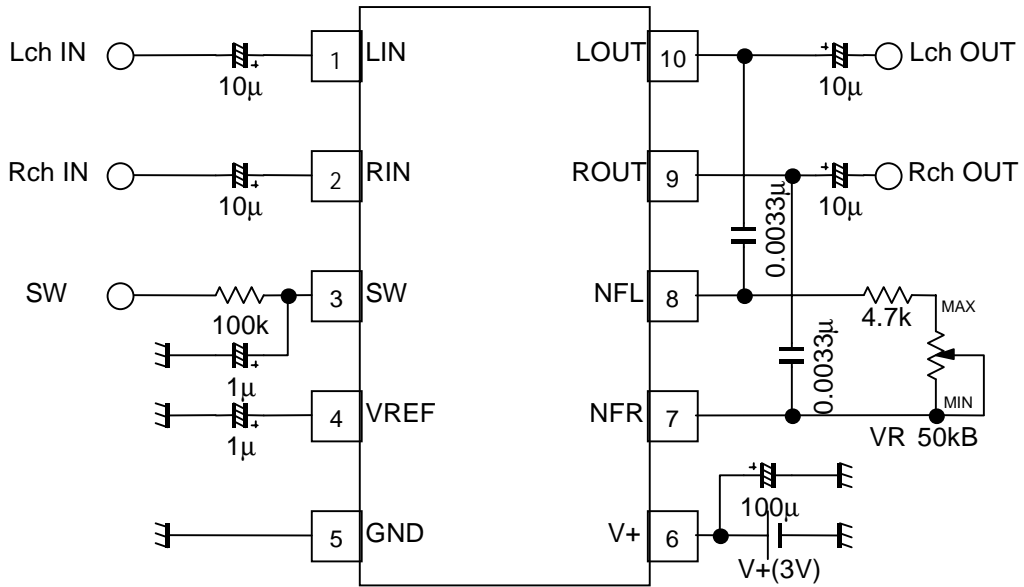 Lch IN
10μ
1
LIN
LOUT
10
10μ
Lch OUT
Rch IN
10μ
2
RIN
ROUT
9
10μ
Rch OUT
0.0033μ
SW
100k
3
SW
NFL
8
4.7k
MAX
1μ
0.0033μ
1μ
4
VREF
NFR
7
MIN
VR 50kB
100μ
5
GND
V+
6
V+(3V)